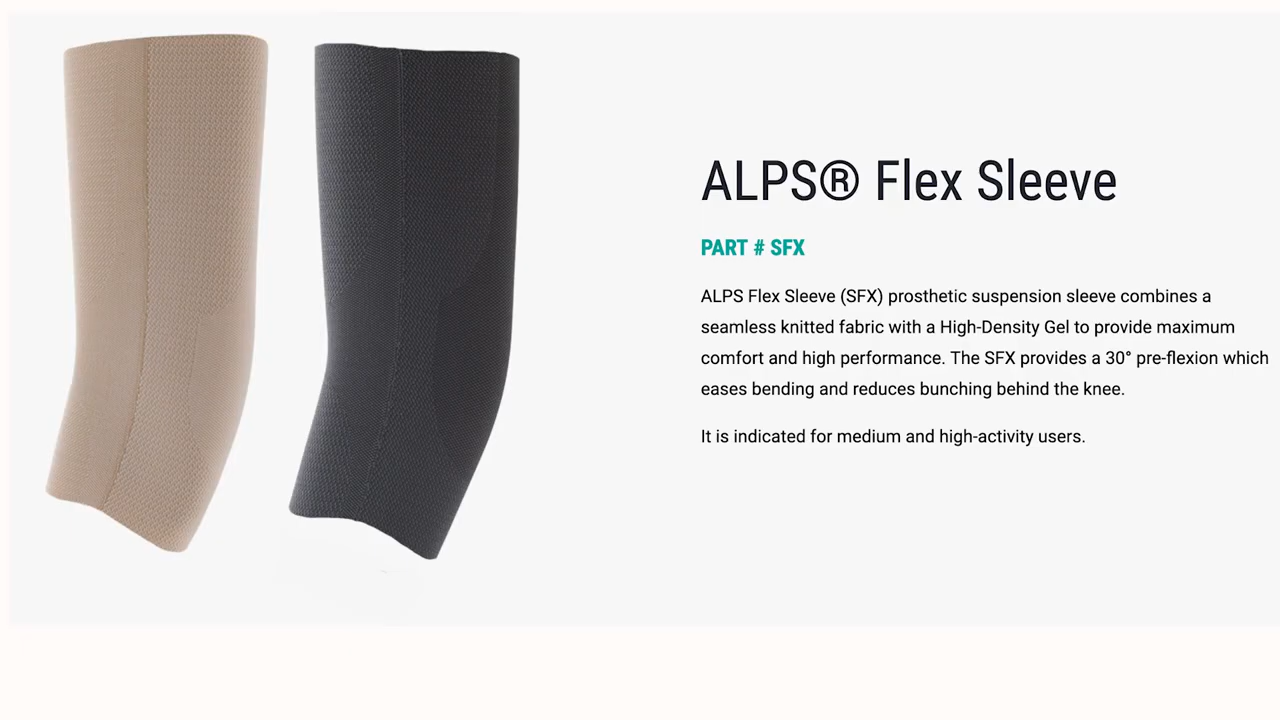 ALPS® Flex Sleeve
PART # SFX
ALPS Flex Sleeve (SFX) prosthetic suspension sleeve combines a
seamless knitted fabric with a High-Density Gel to provide maximum
comfort and high performance. The SFX provides a 30° pre-flexion which
eases bending and reduces bunching behind the knee.
It is indicated for medium and high-activity users.